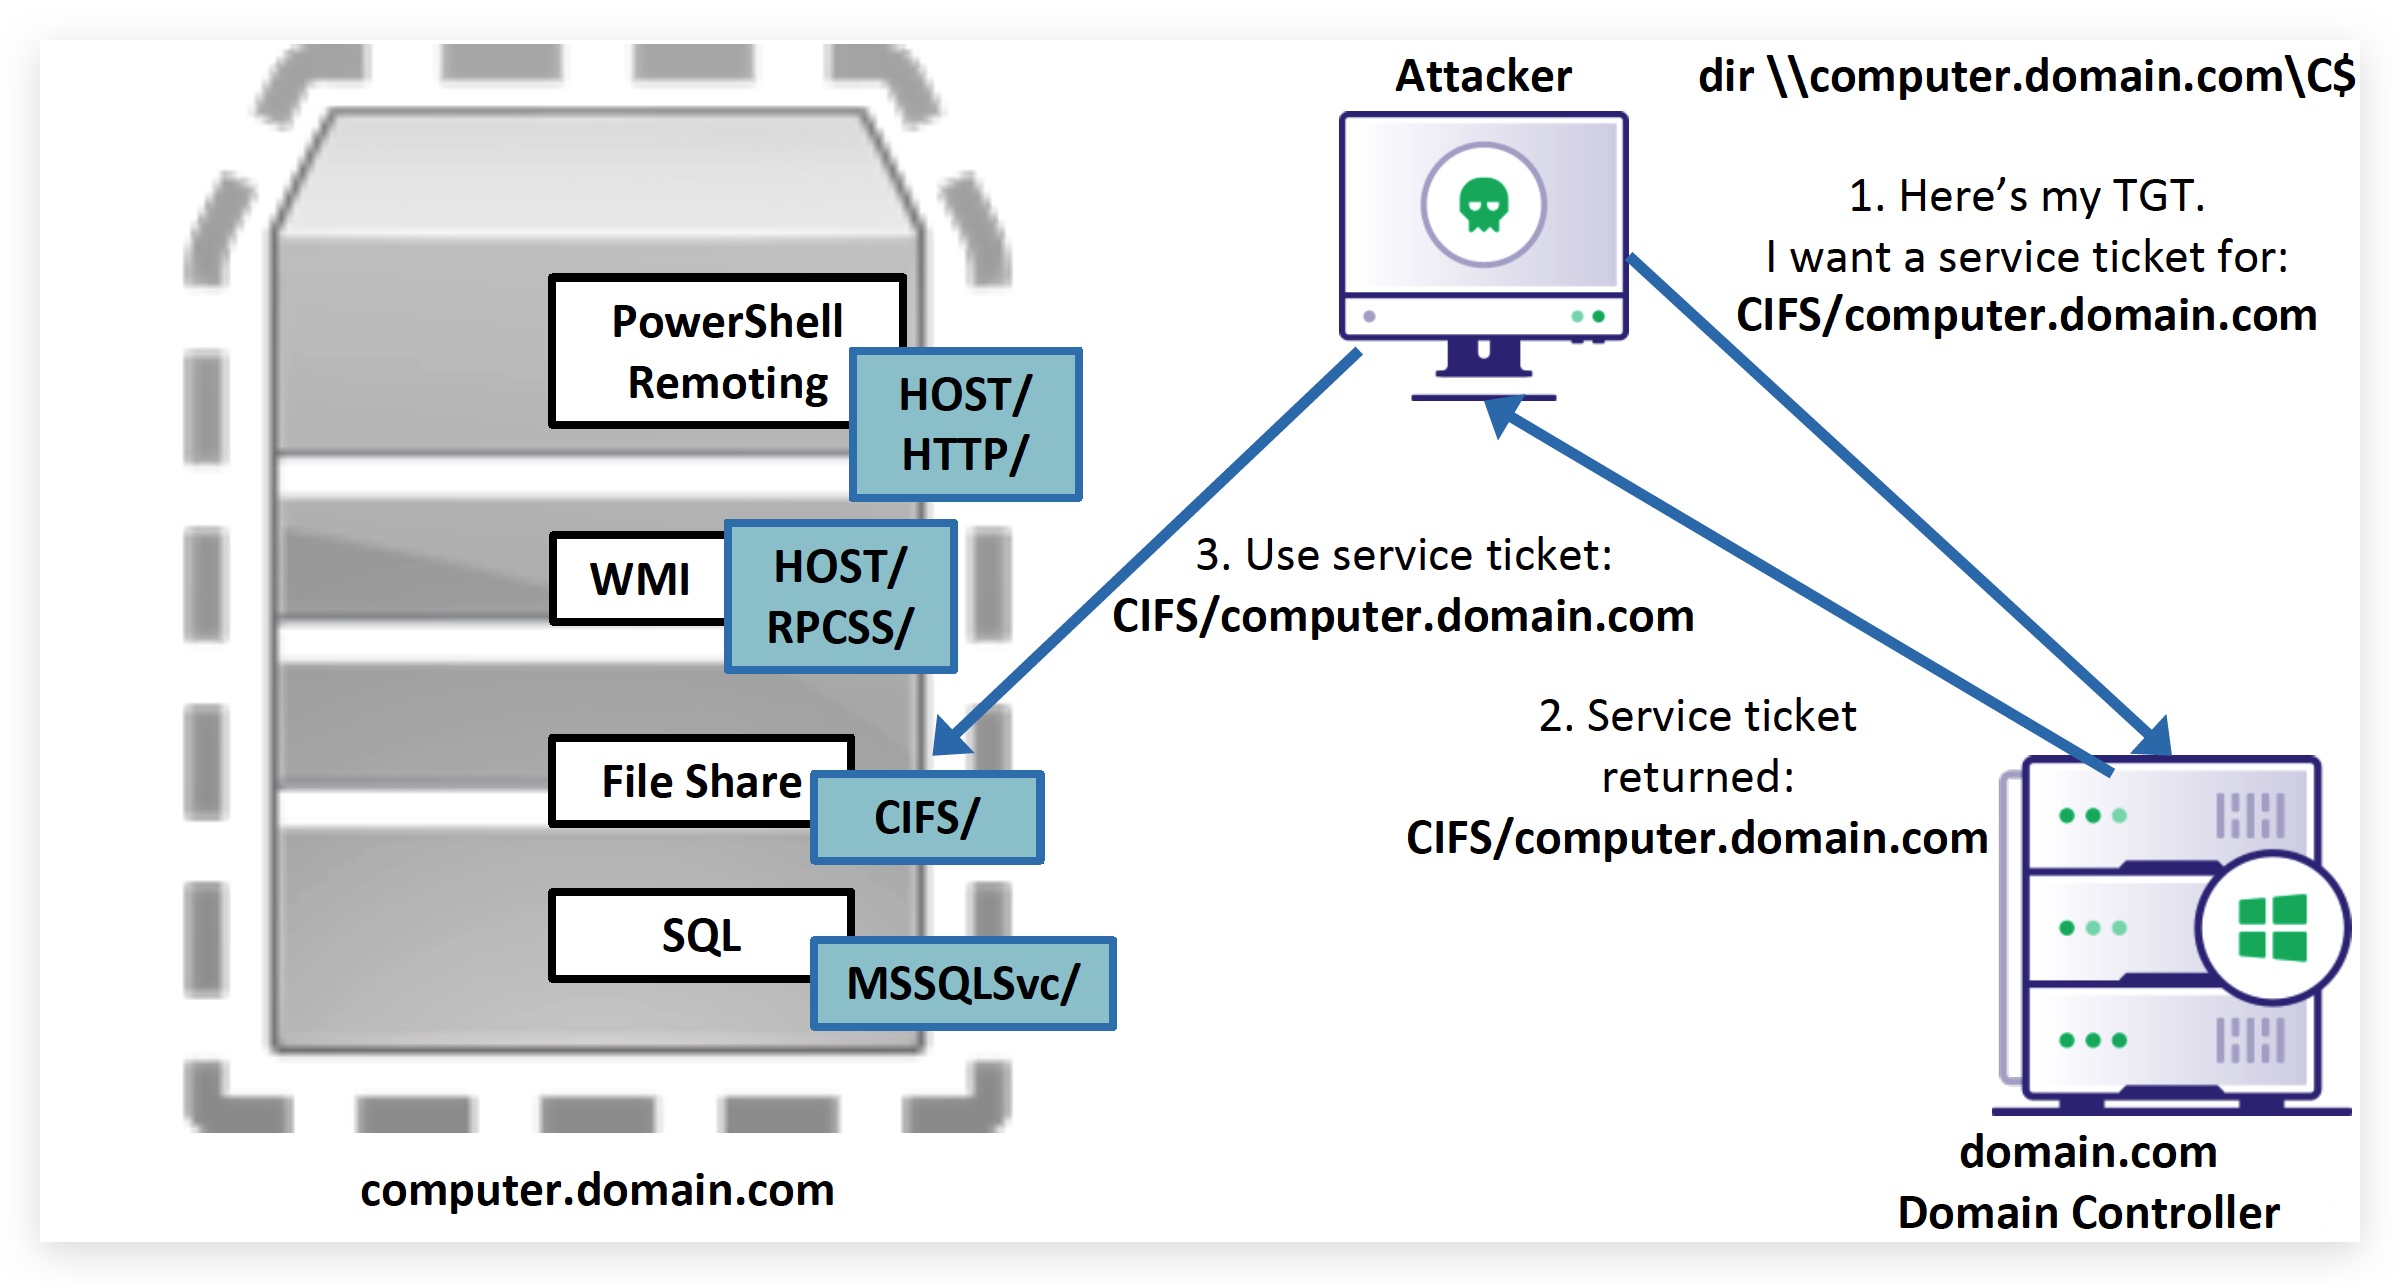 Attacker
dir \\computer.domain.com\C$
1. Here’s my TGT.
I want a service ticket for:
CIFS/computer.domain.com
PowerShell
Remoting
HOST/
HTTP/
WMI
HOST/
RPCSS/
3. Use service ticket:
CIFS/computer.domain.com
2. Service ticket
returned:
CIFS/computer.domain.com
File Share
CIFS/
SQL
MSSQLSvc/
computer.domain.com
domain.com
Domain Controller